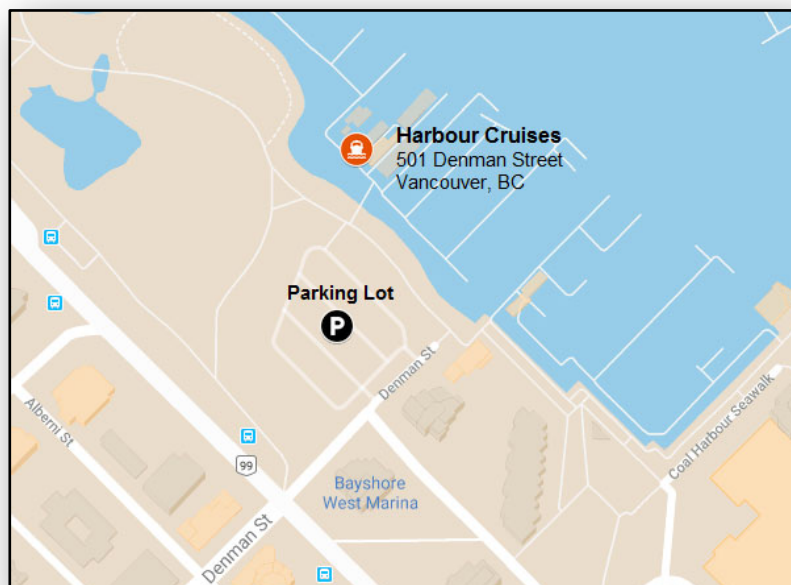 Harbour Cruises
501 Denman Street
Vancouver, BC
Parking Lot
P
Denman St
Coal Harbour Seawalk
Alberni St
99
Bayshore
West Marina
Denman St